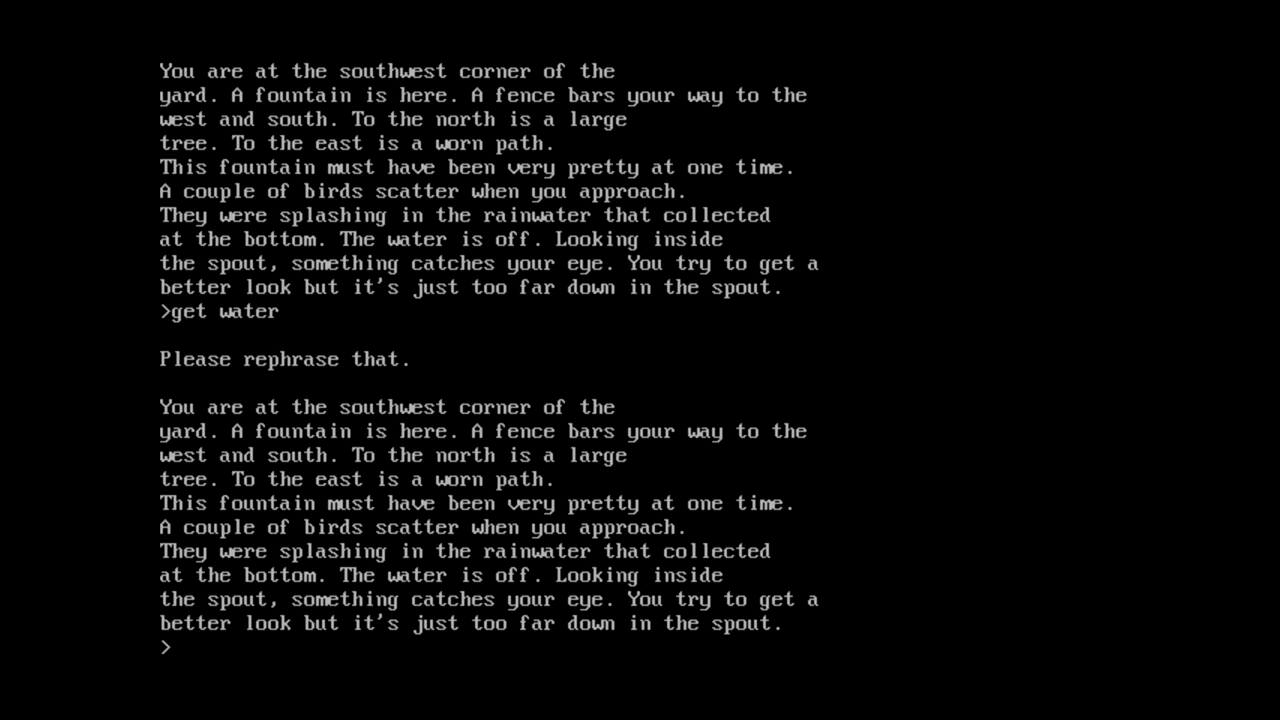 You are at the southwest corner of the
yard. A fountain is here. A fence bars your way to the
west and south. To the north is a large
tree. To the east is a worn path.
This fountain must have been very pretty at one time.
A couple of birds scatter when you approach.
They were splashing in the rainwater that collected
at the bottom. The water is off. Looking inside
the spout, something catches your eye. You try to get a
better look but it's just too far down in the spout.
>get water
Please rephrase that.
You are at the southwest corner of the
yard. A fountain is here. A fence bars your way to the
west and south. To the north is a large
tree. To the east is a worn path.
This fountain must have been very pretty at one time.
A couple of birds scatter when you approach.
They were splashing in the rainwater that collected
at the bottom. The water is off. Looking inside
the spout, something catches your eye. You try to get a
better look but it's just too far down in the spout.
>